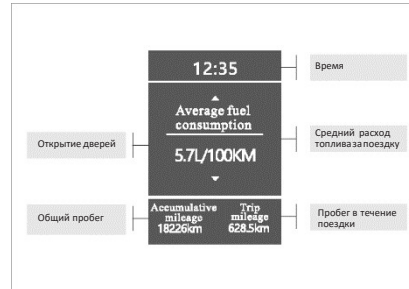 12:35
Время
Average fuel
consumption
Средний расход
топлива за поездку
Открытие дверей
5.7L/100KM
Accumulative
mileage
18226km
Trip
mileage
628.5km
Общий пробег
Пробег в течение
поездки